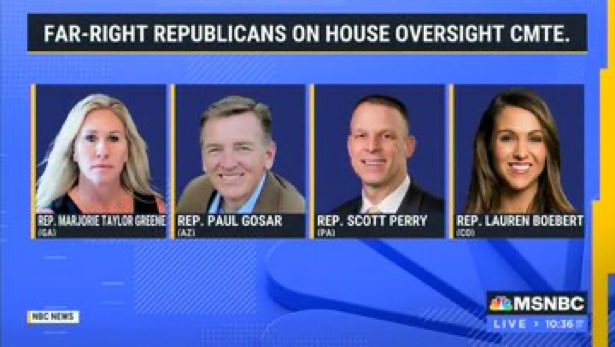 FAR-RIGHT REPUBLICANS ON HOUSE OVERSIGHT CMTE.
REP. MARJORIE TAYLOR GREENE
(GA)
REP. PAUL GOSAR
(AZ)
REP. SCOTT PERRY
(PA)
REP. LAUREN BOEBERT
(CO)
NBC NEWS
MSNBC
LIVE 10:36